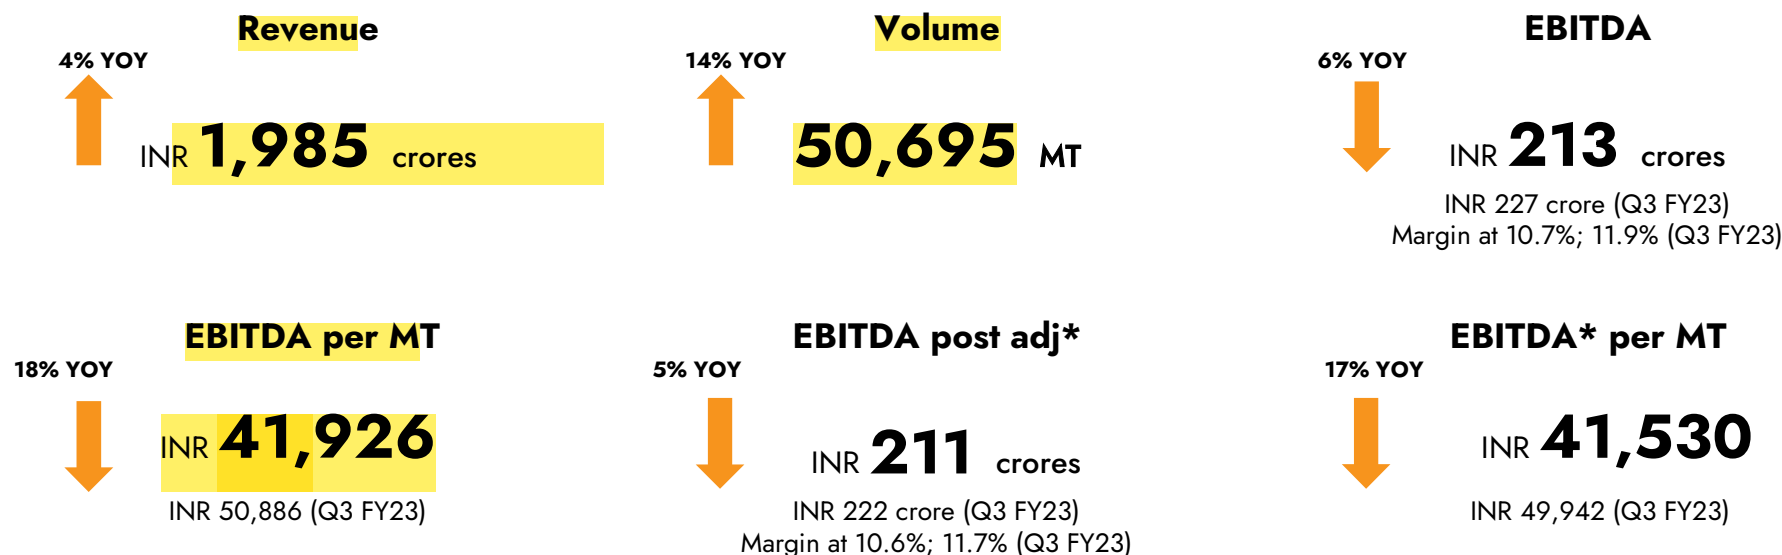 Revenue
4% YOY
INR 1,985 crores
Volume
14% YOY
50,695 MT
EBITDA
6% YOY
INR 213 crores
INR 227 crore (Q3 FY23)
Margin at 10.7%; 11.9% (Q3 FY23)
EBITDA per MT
18% YOY
INR 41,926
INR 50,886 (Q3 FY23)
EBITDA post adj*
5% YOY
INR 211 crores
INR 222 crore (Q3 FY23)
Margin at 10.6%; 11.7% (Q3 FY23)
EBITDA* per MT
17% YOY
INR 41,530
INR 49,942 (Q3 FY23)